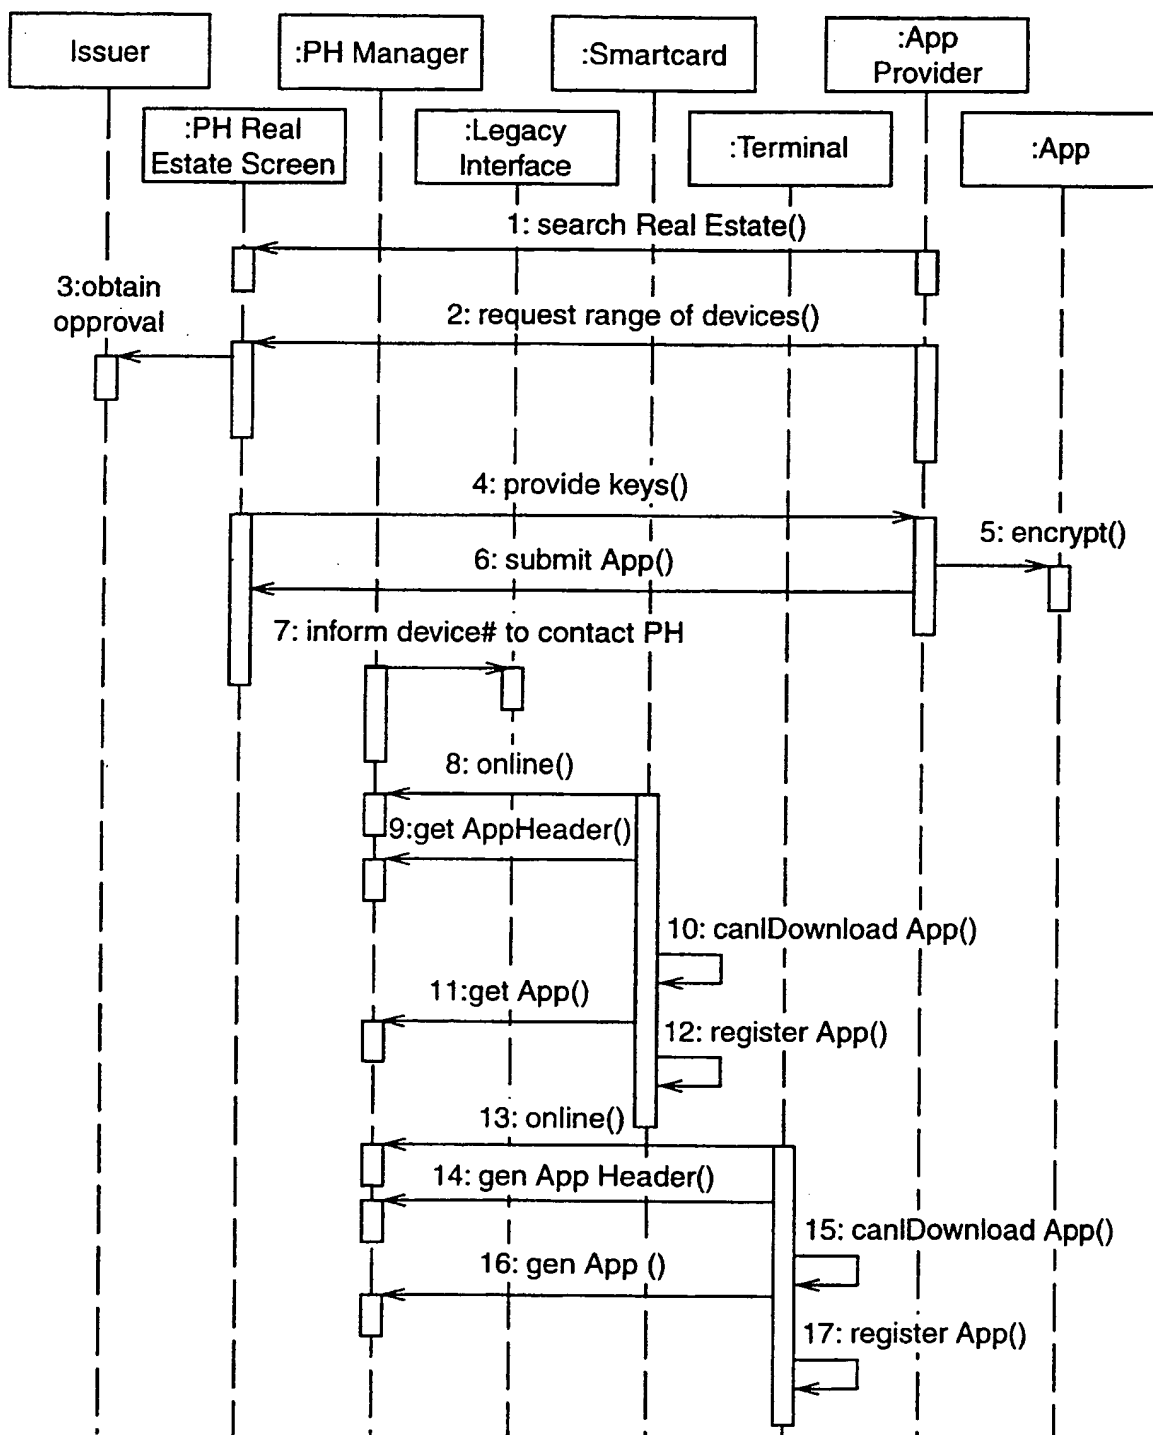 Issuer
:PH Manager
:Smartcard
:App
Provider
:PH Real
Estate Screen
:Legacy
Interface
:Terminal
:App
1: search Real Estate()
3:obtain
opproval
2: request range of devices()
4: provide keys()
5: encrypt()
6: submit App()
7: inform device# to contact PH
8: online()
9:get AppHeader()
10: canIDownload App()
11:get App()
12: register App()
13: online()
14: gen App Header()
15: canIDownload App()
16: gen App ()
17: register App()